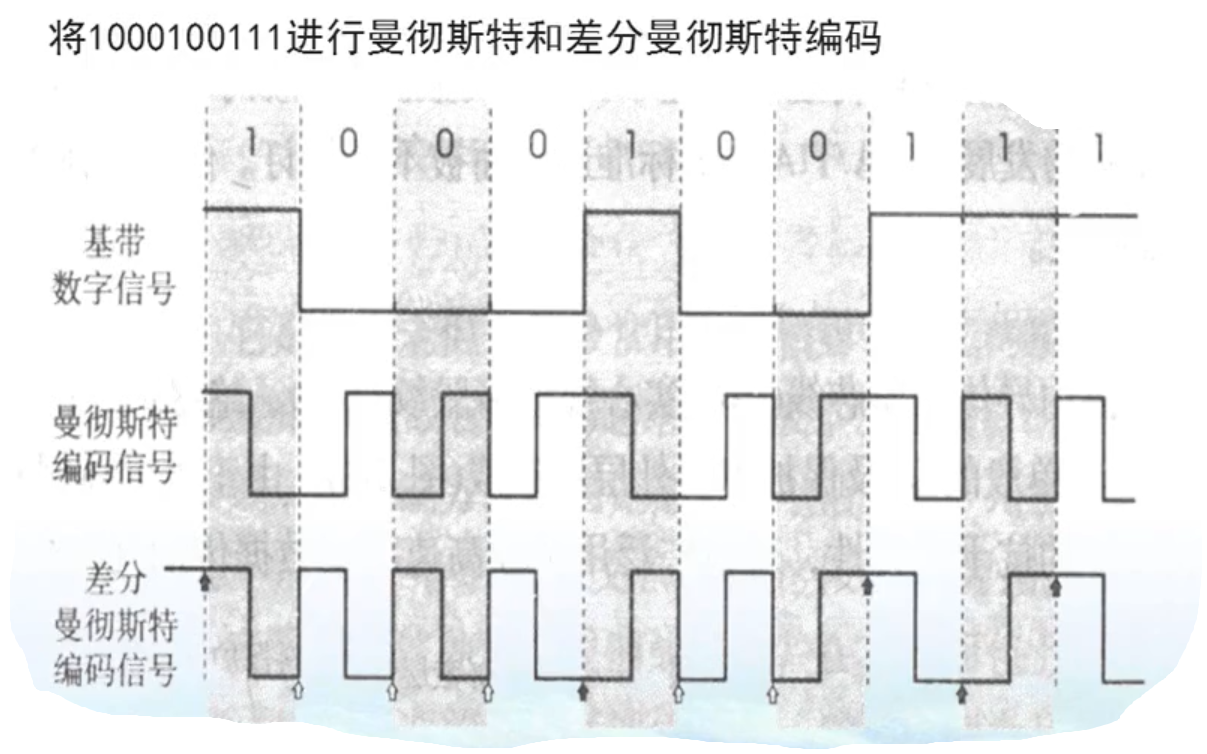 将1000100111进行曼彻斯特和差分曼彻斯特编码
1 0 0 0 1 0 0 1 1 1
基带
数字信号
曼彻斯特
编码信号
差分
曼彻斯特
编码信号